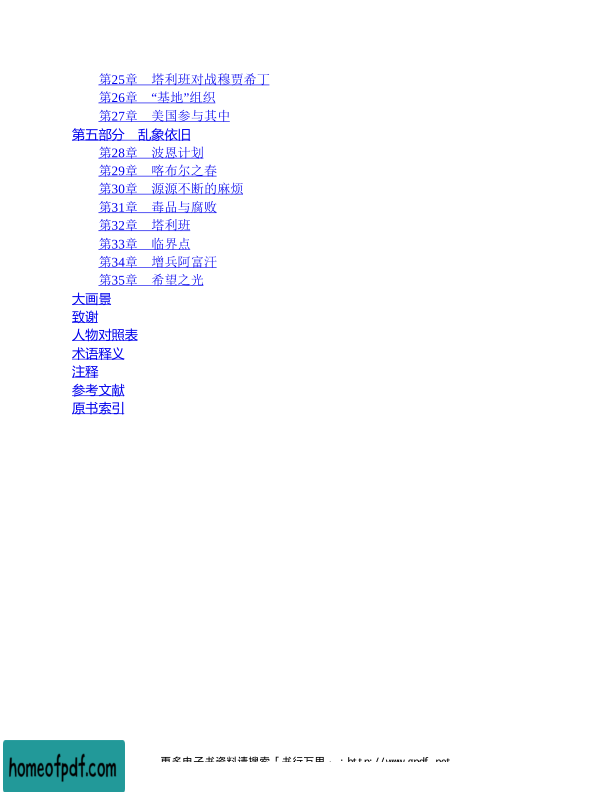 第25章　塔利班对战穆贾希丁
第26章　“基地”组织
第27章　美国参与其中
第五部分　乱象依旧
第28章　波恩计划
第29章　喀布尔之春
第30章　源源不断的麻烦
第31章　毒品与腐败
第32章　塔利班
第33章　临界点
第34章　增兵阿富汗
第35章　希望之光
大画景
致谢
人物对照表
术语释义
注释
参考文献
原书索引
更多电子书资料请搜索「书行万里」：http://www.gpdf.net
homeofpdf.com